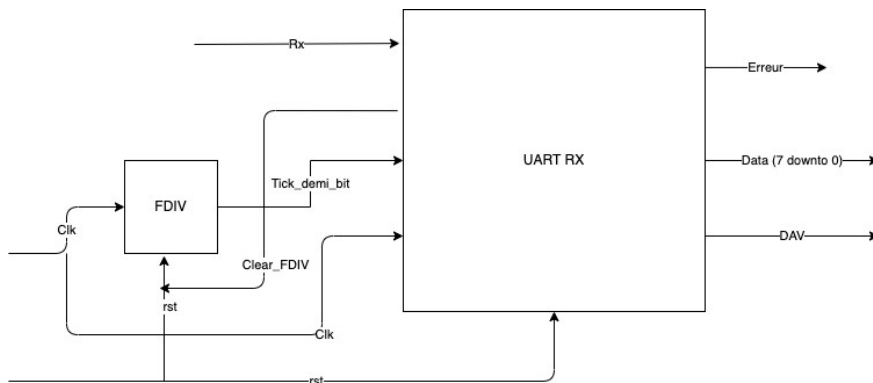 Rx
Erreur
UART RX
Data (7 downto 0)
Tick_demi_bit
FDIV
Clk
DAV
Clear_FDIV
rst
Clk
rst